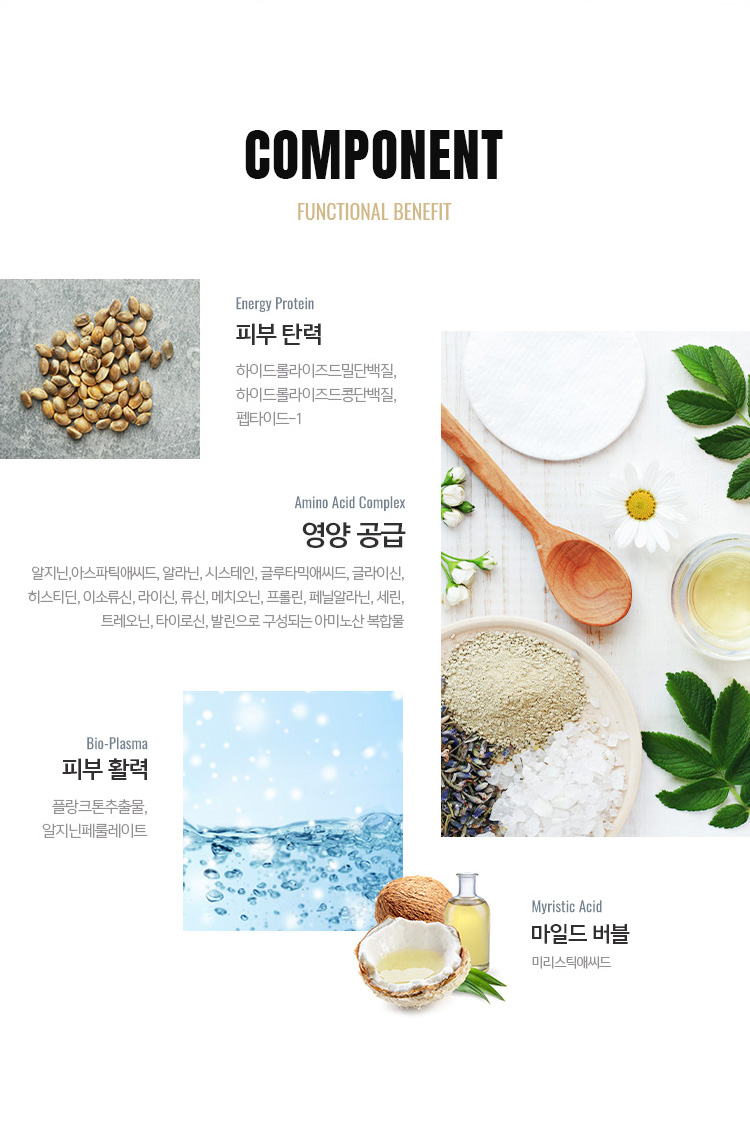 COMPONENT
FUNCTIONAL BENEFIT
Energy Protein
피부 탄력
하이드롤라이즈드밀단백질,
하이드롤라이즈드콩단백질,
펩타이드-1
Amino Acid Complex
영양 공급
알지닌,아스파틱애씨드, 알라닌, 시스테인, 글루타믹애씨드, 글라이신,
히스티딘, 이소류신, 라이신, 류신, 메치오닌, 프롤린, 페닐알라닌, 세린,
트레오닌, 타이로신, 발린으로 구성되는 아미노산 복합물
Bio-Plasma
피부 활력
플랑크톤추출물,
알지닌페룰레이트
Myristic Acid
마일드 버블
미리스틱애씨드